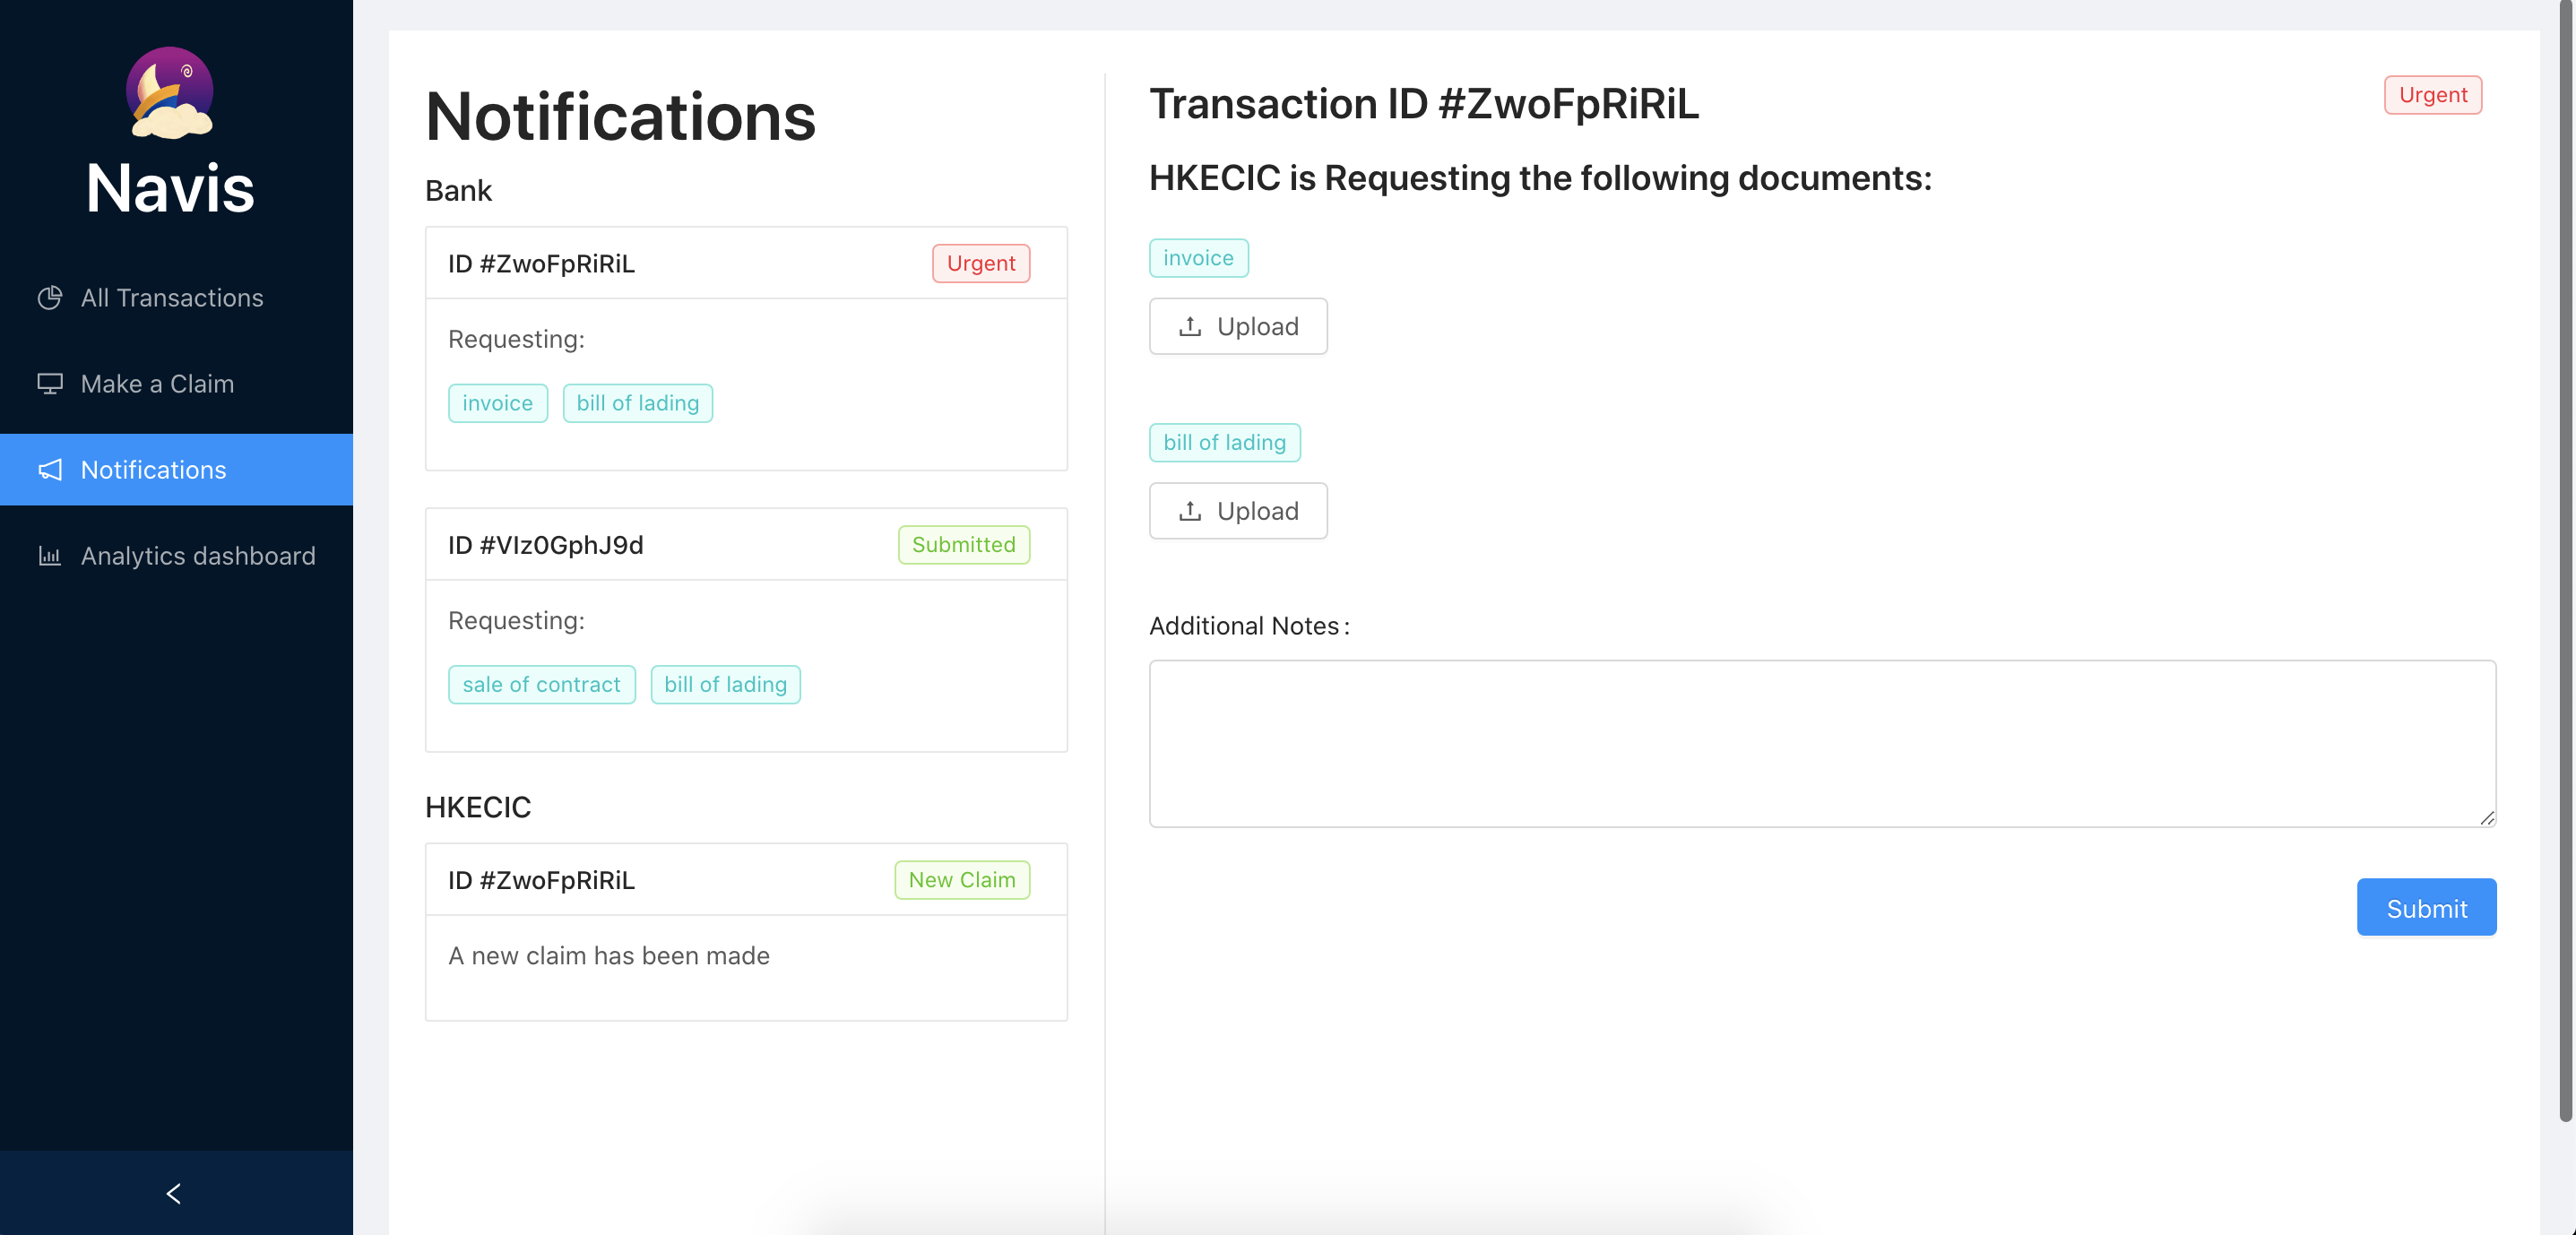 Navis
All Transactions
Make a Claim
Notifications
Analytics dashboard
Notifications
Bank
ID #ZwoFpRiRiL
Urgent
Requesting:
invoice bill of lading
ID #VIz0GphJ9d
Submitted
Requesting:
sale of contract bill of lading
HKECIC
ID #ZwoFpRiRiL
New Claim
A new claim has been made
Transaction ID #ZwoFpRiRiL
Urgent
HKECIC is Requesting the following documents:
invoice
Upload
bill of lading
Upload
Additional Notes:
Submit